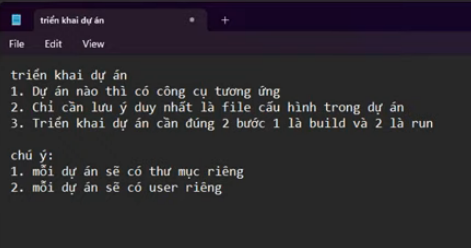 triển khai dự án
File Edit View
triển khai dự án
1. Dự án nào thì có công cụ tương ứng
2. Chỉ cần lưu ý duy nhất là file cấu hình trong dự án
3. Triển khai dự án cần đúng 2 bước 1 là build và 2 là run
chú ý:
1. mỗi dự án sẽ có thư mục riêng
2. mỗi dự án sẽ có user riêng